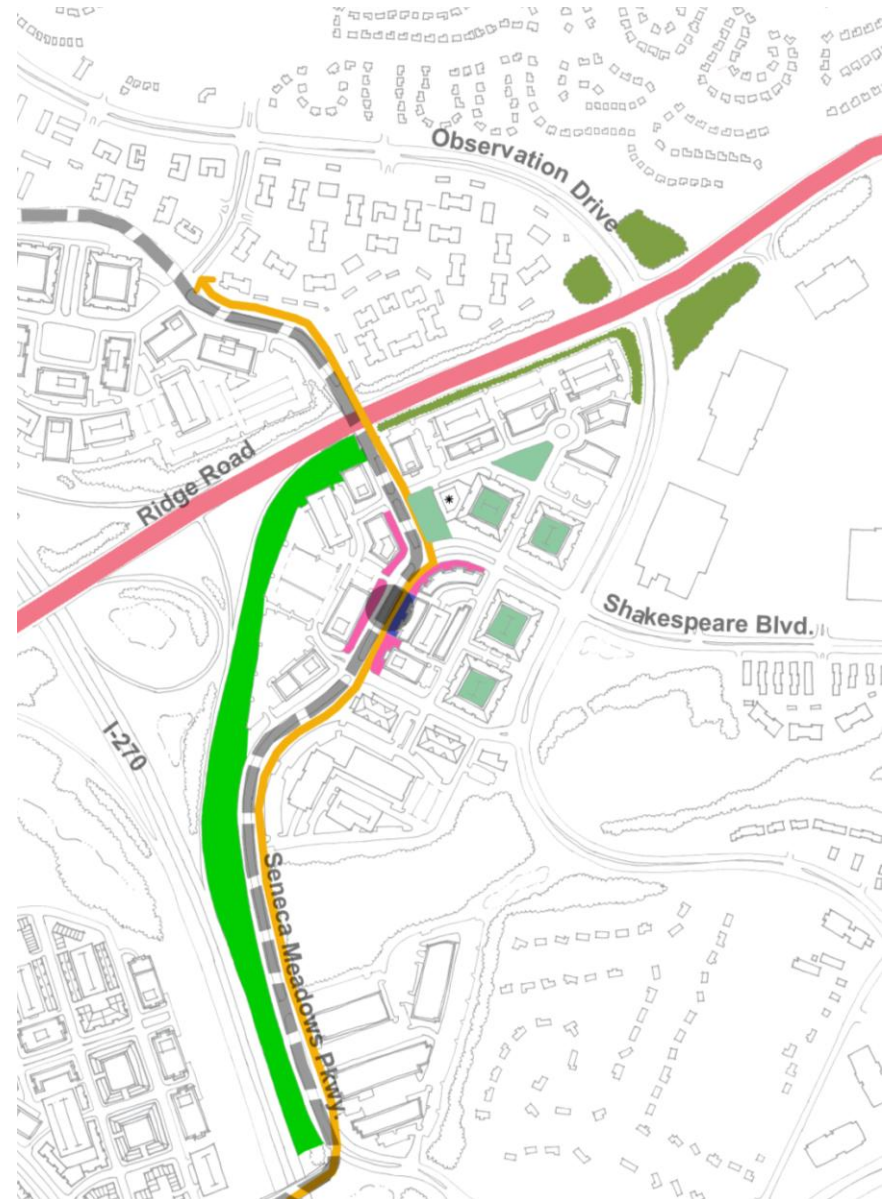 Observation Drive
Ridge Road
Shakespeare Blvd.
I-270
Seneca Meadows Pkwy.
*